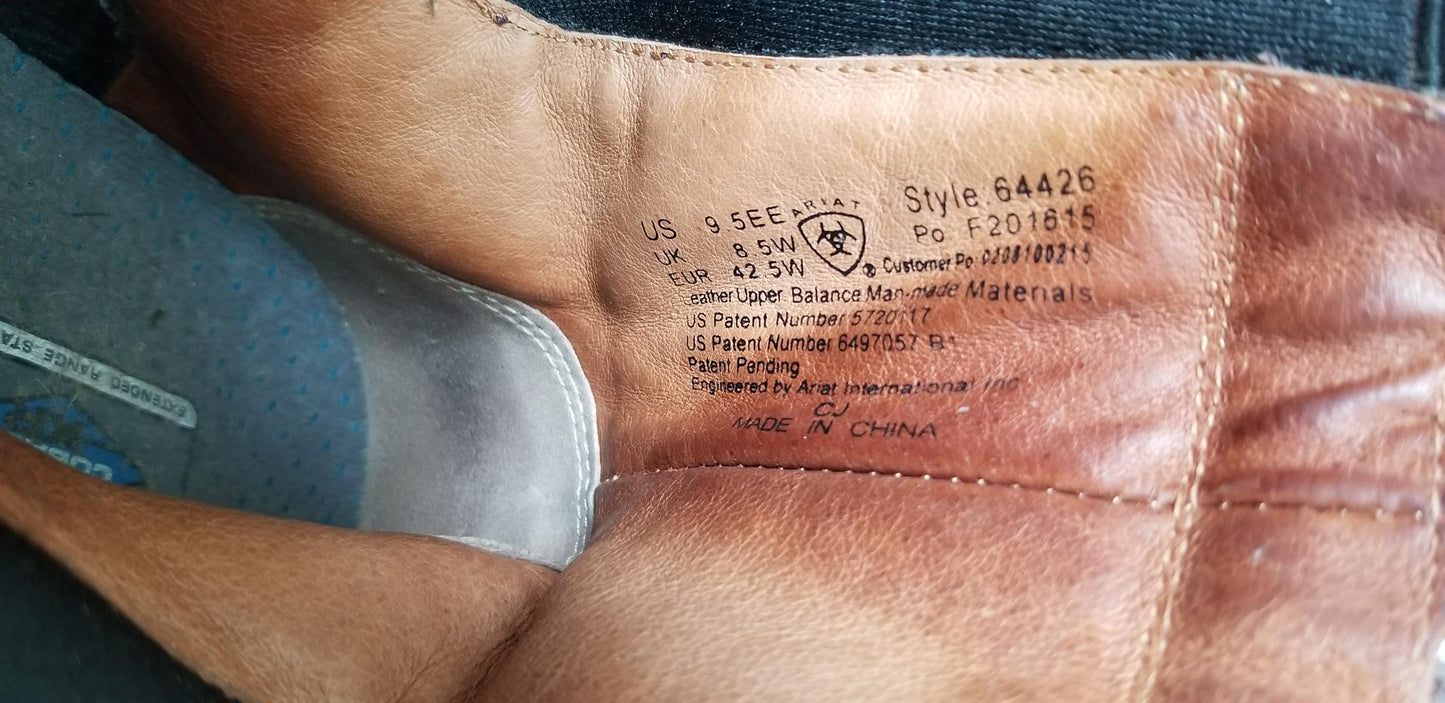 US 9 5EE
UK 8 5W
EUR 42 5W
ARIAT
®
Style 64426
Po F201615
Customer Po 0208100215
eather Upper Balance Man-made Materials
US Patent Number 5720117
US Patent Number 6497057 B1
Patent Pending
Engineered by Ariat International Inc
CJ
MADE IN CHINA
EXTENDED RANGE STA